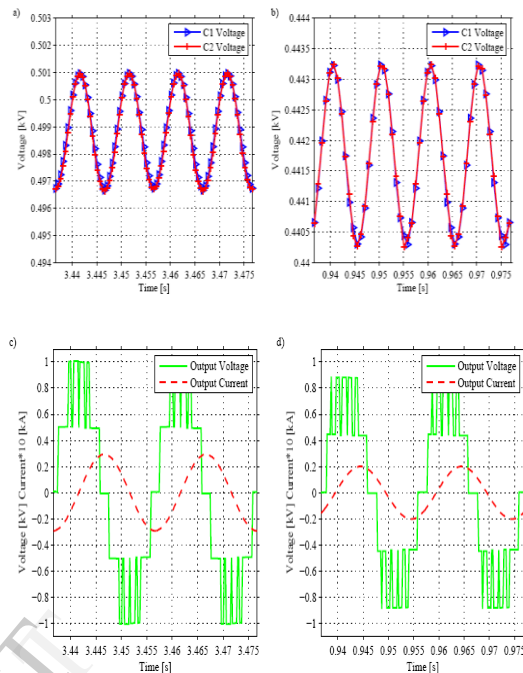 a)
C1 Voltage
C2 Voltage
0.503
0.502
0.501
0.5
0.499
0.498
0.497
0.496
0.494
Voltage [kV]
3.44 3.445 3.45 3.455 3.46 3.465 3.47 3.475
Time [s]
b)
C1 Voltage
C2 Voltage
0.444
0.443
0.4425
0.442
0.4415
0.441
0.4405
0.44
Voltage [kV]
0.94 0.945 0.95 0.955 0.96 0.965 0.97 0.975
Time [s]
c)
Output Voltage
Output Current
1
0.8
0.6
0.4
0.2
0
−0.2
−0.4
−0.6
−0.8
−1
Voltage [kV] Current*10 [kA]
3.44 3.445 3.45 3.455 3.46 3.465 3.47 3.475
Time [s]
d)
Output Voltage
Output Current
1
0.8
0.6
0.4
0.2
0
−0.2
−0.4
−0.6
−0.8
−1
Voltage [kV] Current*10 [kA]
0.94 0.945 0.95 0.955 0.96 0.965 0.97 0.975
Time [s]